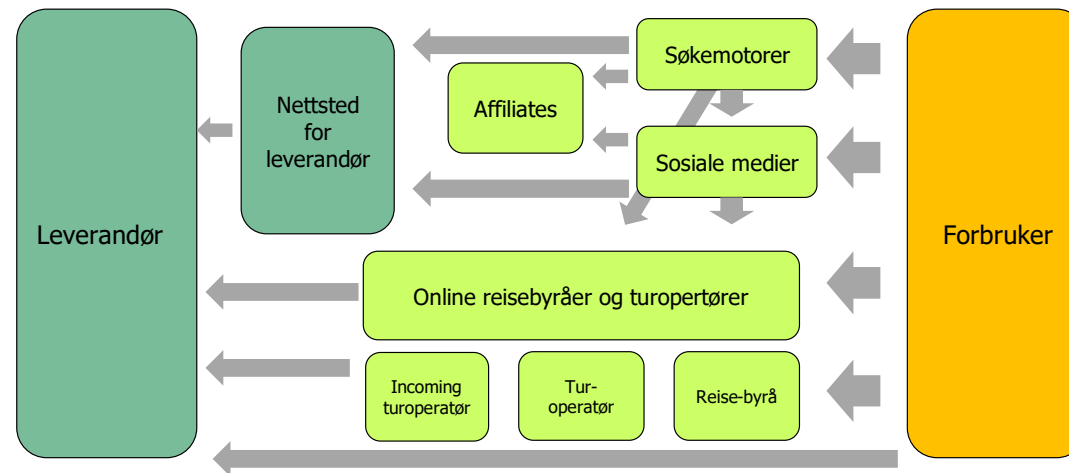 Leverandør
Nettsted
for
leverandør
Affiliates
Søkemotorer
Sosiale medier
Online reisebyråer og turopertører
Incoming
turoperatør
Tur-
operatør
Reise-byrå
Forbruker